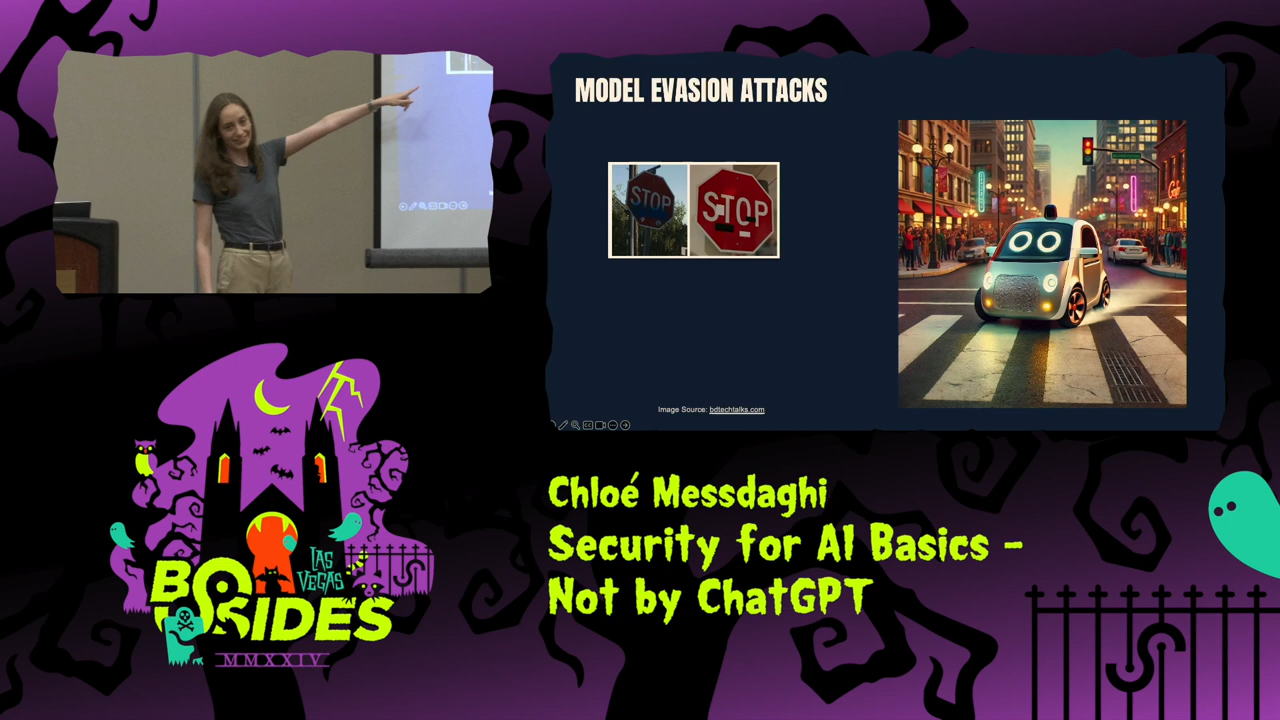 MODEL EVASION ATTACKS
STOP
STOP
Image Source: bdtechtalks.com
Chloé Messdaghi
Security for AI Basics -
Not by ChatGPT
LAS
VEGAS
BSIDES
MMXXIV